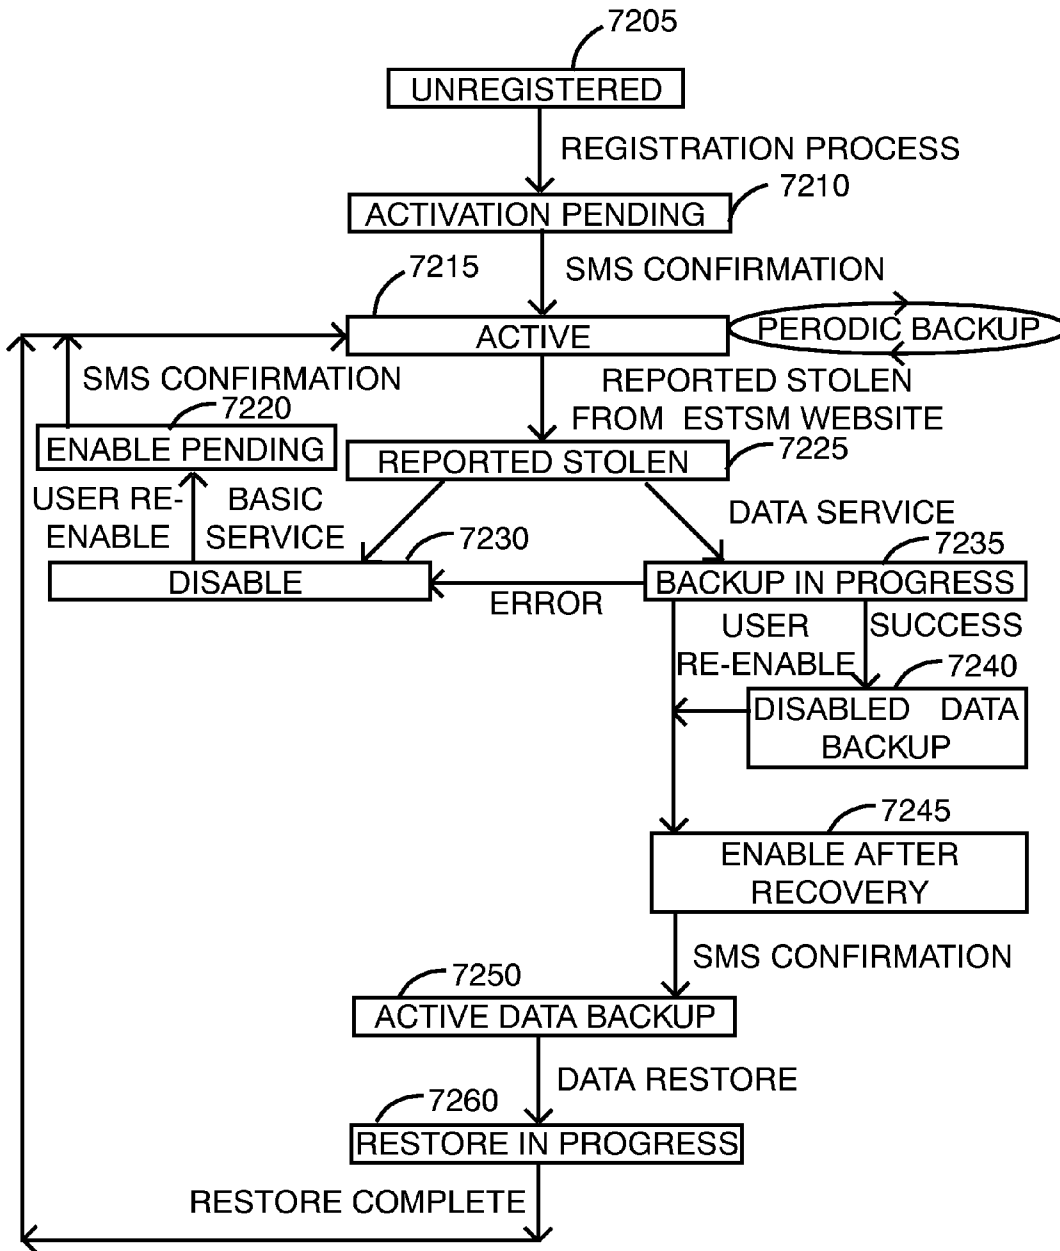 7205
UNREGISTERED
REGISTRATION PROCESS
7210
ACTIVATION PENDING
SMS CONFIRMATION
7215
ACTIVE
PERODIC BACKUP
SMS CONFIRMATION
REPORTED STOLEN
FROM ESTSM WEBSITE
7220
ENABLE PENDING
7225
REPORTED STOLEN
USER RE-
ENABLE
BASIC
SERVICE
DATA SERVICE
7230
DISABLE
7235
BACKUP IN PROGRESS
ERROR
USER
RE-ENABLE
SUCCESS
7240
DISABLED DATA
BACKUP
7245
ENABLE AFTER
RECOVERY
SMS CONFIRMATION
7250
ACTIVE DATA BACKUP
DATA RESTORE
7260
RESTORE IN PROGRESS
RESTORE COMPLETE